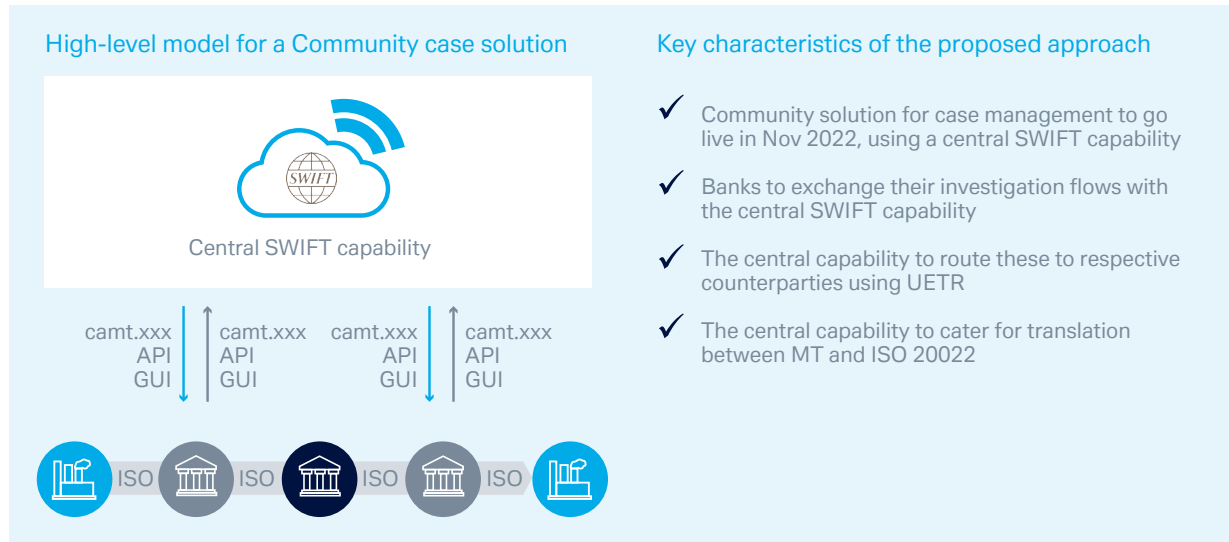 High-level model for a Community case solution
SWIFT
Central SWIFT capability
camt.xxx
API
GUI
camt.xxx
API
GUI
camt.xxx
API
GUI
camt.xxx
API
GUI
ISO
ISO
ISO
ISO
Key characteristics of the proposed approach
Community solution for case management to go
live in Nov 2022, using a central SWIFT capability
Banks to exchange their investigation flows with
the central SWIFT capability
The central capability to route these to respective
counterparties using UETR
The central capability to cater for translation
between MT and ISO 20022